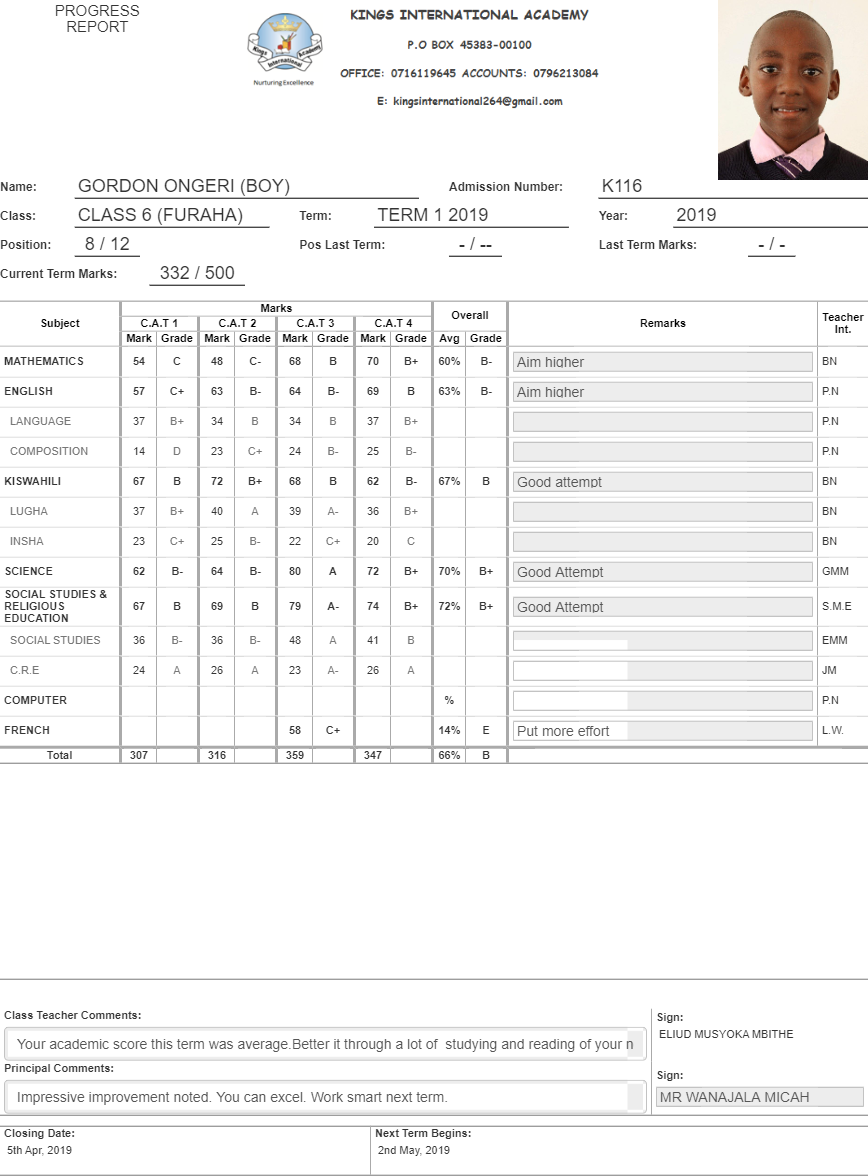 PROGRESS
REPORT
KINGS INTERNATIONAL ACADEMY
P.O BOX 45383-00100
OFFICE: 0716119645 ACCOUNTS: 0796213084
E: kingsinternational264@gmail.com
Kings Academy
International
Nurturing Excellence
Name: GORDON ONGERI (BOY) Admission Number: K116
Class: CLASS 6 (FURAHA) Term: TERM 1 2019 Year: 2019
Position: 8 / 12 Pos Last Term: - / -- Last Term Marks: - / -
Current Term Marks: 332 / 500
Subject Marks Overall Remarks Teacher Int.
C.A.T 1 C.A.T 2 C.A.T 3 C.A.T 4
Mark Grade Mark Grade Mark Grade Mark Grade Avg Grade
MATHEMATICS 54 C 48 C- 68 B 70 B+ 60% B- Aim higher BN
ENGLISH 57 C+ 63 B- 64 B- 69 B 63% B- Aim higher P.N
LANGUAGE 37 B+ 34 B 34 B 37 B+ P.N
COMPOSITION 14 D 23 C+ 24 B- 25 B- P.N
KISWAHILI 67 B 72 B+ 68 B 62 B- 67% B Good attempt BN
LUGHA 37 B+ 40 A 39 A- 36 B+ BN
INSHA 23 C+ 25 B- 22 C+ 20 C BN
SCIENCE 62 B- 64 B- 80 A 72 B+ 70% B+ Good Attempt GMM
SOCIAL STUDIES &
RELIGIOUS
EDUCATION 67 B 69 B 79 A- 74 B+ 72% B+ Good Attempt S.M.E
SOCIAL STUDIES 36 B- 36 B- 48 A 41 B EMM
C.R.E 24 A 26 A 23 A- 26 A JM
COMPUTER % P.N
FRENCH 58 C+ 14% E Put more effort L.W.
Total 307 316 359 347 66% B
Class Teacher Comments:
Your academic score this term was average.Better it through a lot of studying and reading of your n
Sign:
ELIUD MUSYOKA MBITHE
Principal Comments:
Impressive improvement noted. You can excel. Work smart next term.
Sign:
MR WANAJALA MICAH
Closing Date: Next Term Begins:
5th Apr, 2019 2nd May, 2019